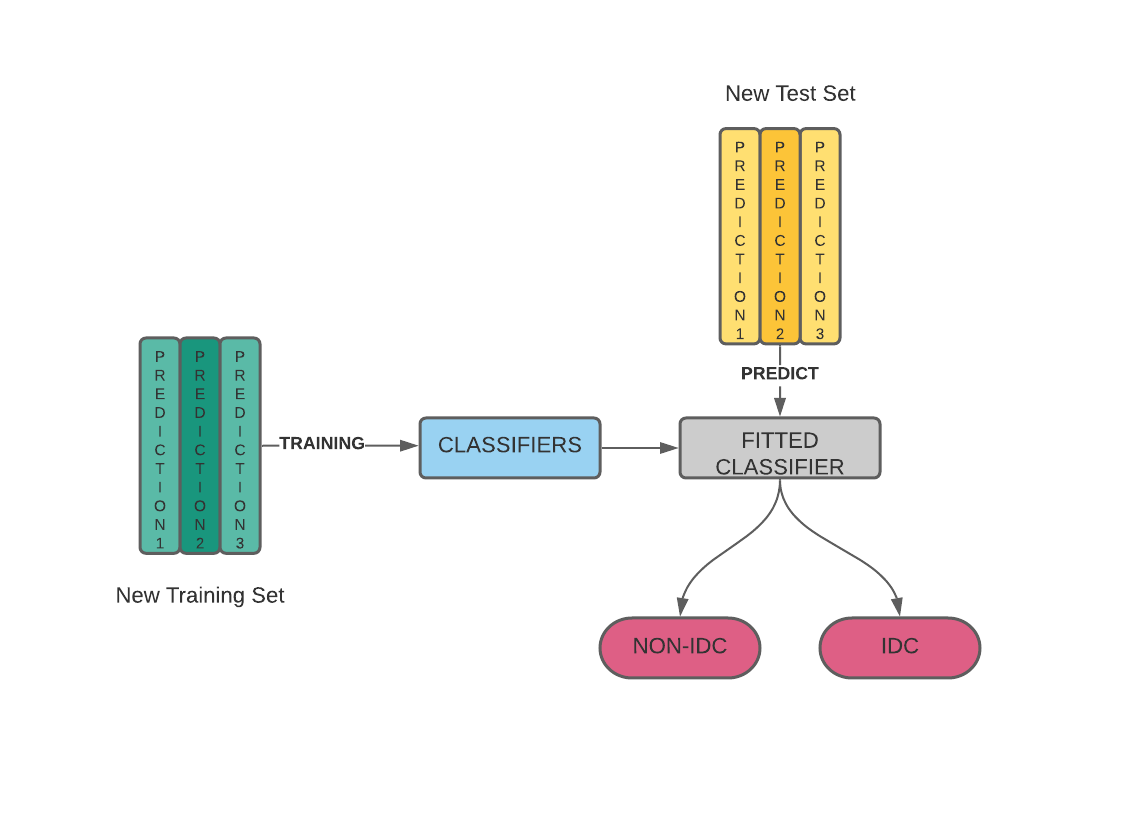 New Test Set
PREDICTION1
PREDICTION2
PREDICTION3
PREDICT
PREDICTION1
PREDICTION2
PREDICTION3
New Training Set
TRAINING
CLASSIFIERS
FITTED
CLASSIFIER
NON-IDC
IDC